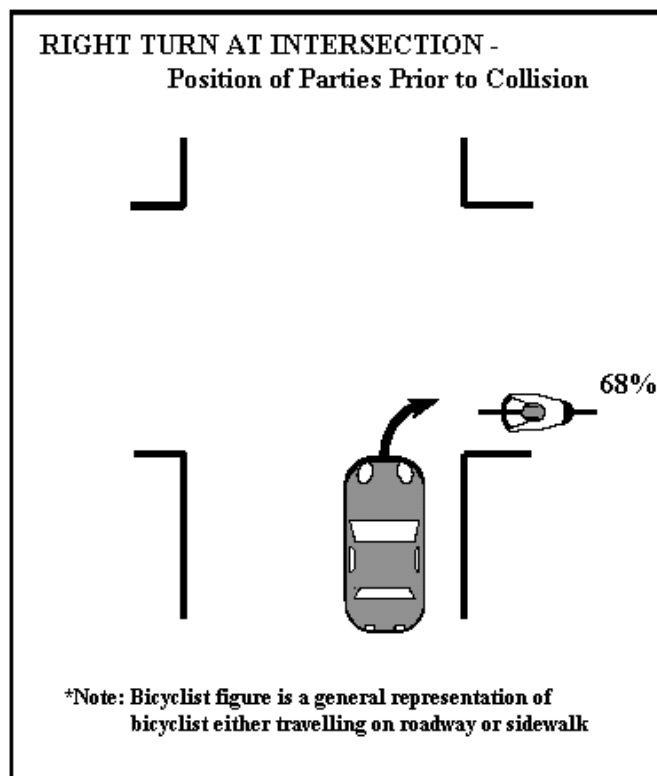 RIGHT TURN AT INTERSECTION -
Position of Parties Prior to Collision
68%
*Note: Bicyclist figure is a general representation of
bicyclist either travelling on roadway or sidewalk